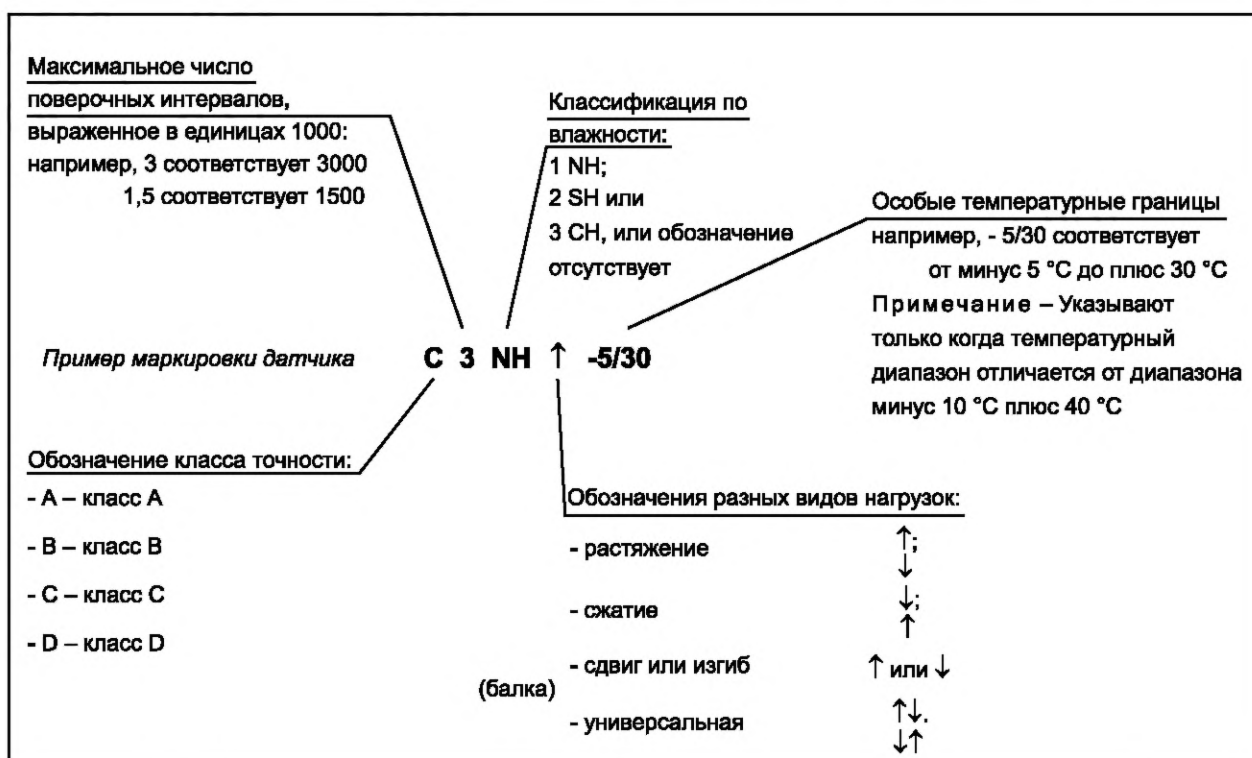 Максимальное число
поверочных интервалов,
выраженное в единицах 1000:
например, 3 соответствует 3000
1,5 соответствует 1500
Классификация по
влажности:
1 NH;
2 SH или
3 CH, или обозначение
отсутствует
Особые температурные границы
например, - 5/30 соответствует
от минус 5 °C до плюс 30 °C
Примечание – Указывают
только когда температурный
диапазон отличается от диапазона
минус 10 °C плюс 40 °C
Пример маркировки датчика
C 3 NH ↑ -5/30
Обозначение класса точности:
- A – класс A
- B – класс B
- C – класс C
- D – класс D
Обозначения разных видов нагрузок:
- растяжение ↑;
↓
- сжатие ↓;
↑
- сдвиг или изгиб ↑ или ↓
(балка)
- универсальная ↑↓.
↓↑